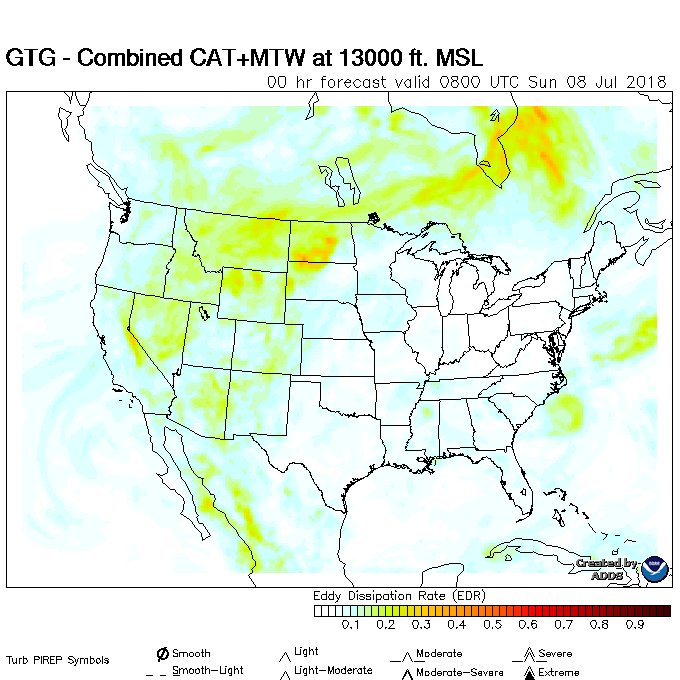 GTG - Combined CAT+MTW at 13000 ft. MSL
00 hr forecast valid 0800 UTC Sun 08 Jul 2018
Created by
ADDS
Eddy Dissipation Rate (EDR)
0.1 0.2 0.3 0.4 0.5 0.6 0.7 0.8 0.9
Turb PIREP Symbols
Smooth Light Moderate Severe
Smooth-Light Light-Moderate Moderate-Severe Extreme